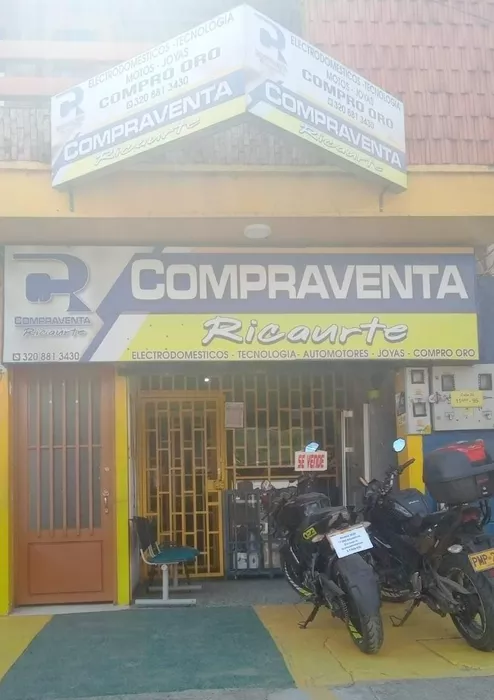 ELECTRODOMESTICOS - TECNOLOGIA
MOTOS - JOYAS
COMPRO ORO
320 881 3430
COMPRAVENTA
Ricaurte
ELECTRODOMESTICOS - TECNOLOGIA
MOTOS - JOYAS
COMPRO ORO
320 881 3430
COMPRAVENTA
Ricaurte
CR
COMPRAVENTA
Ricaurte
320 881 3430
COMPRAVENTA
Ricaurte
ELECTRODOMESTICOS - TECNOLOGIA - AUTOMOTORES - JOYAS - COMPRO ORO
SE VENDE